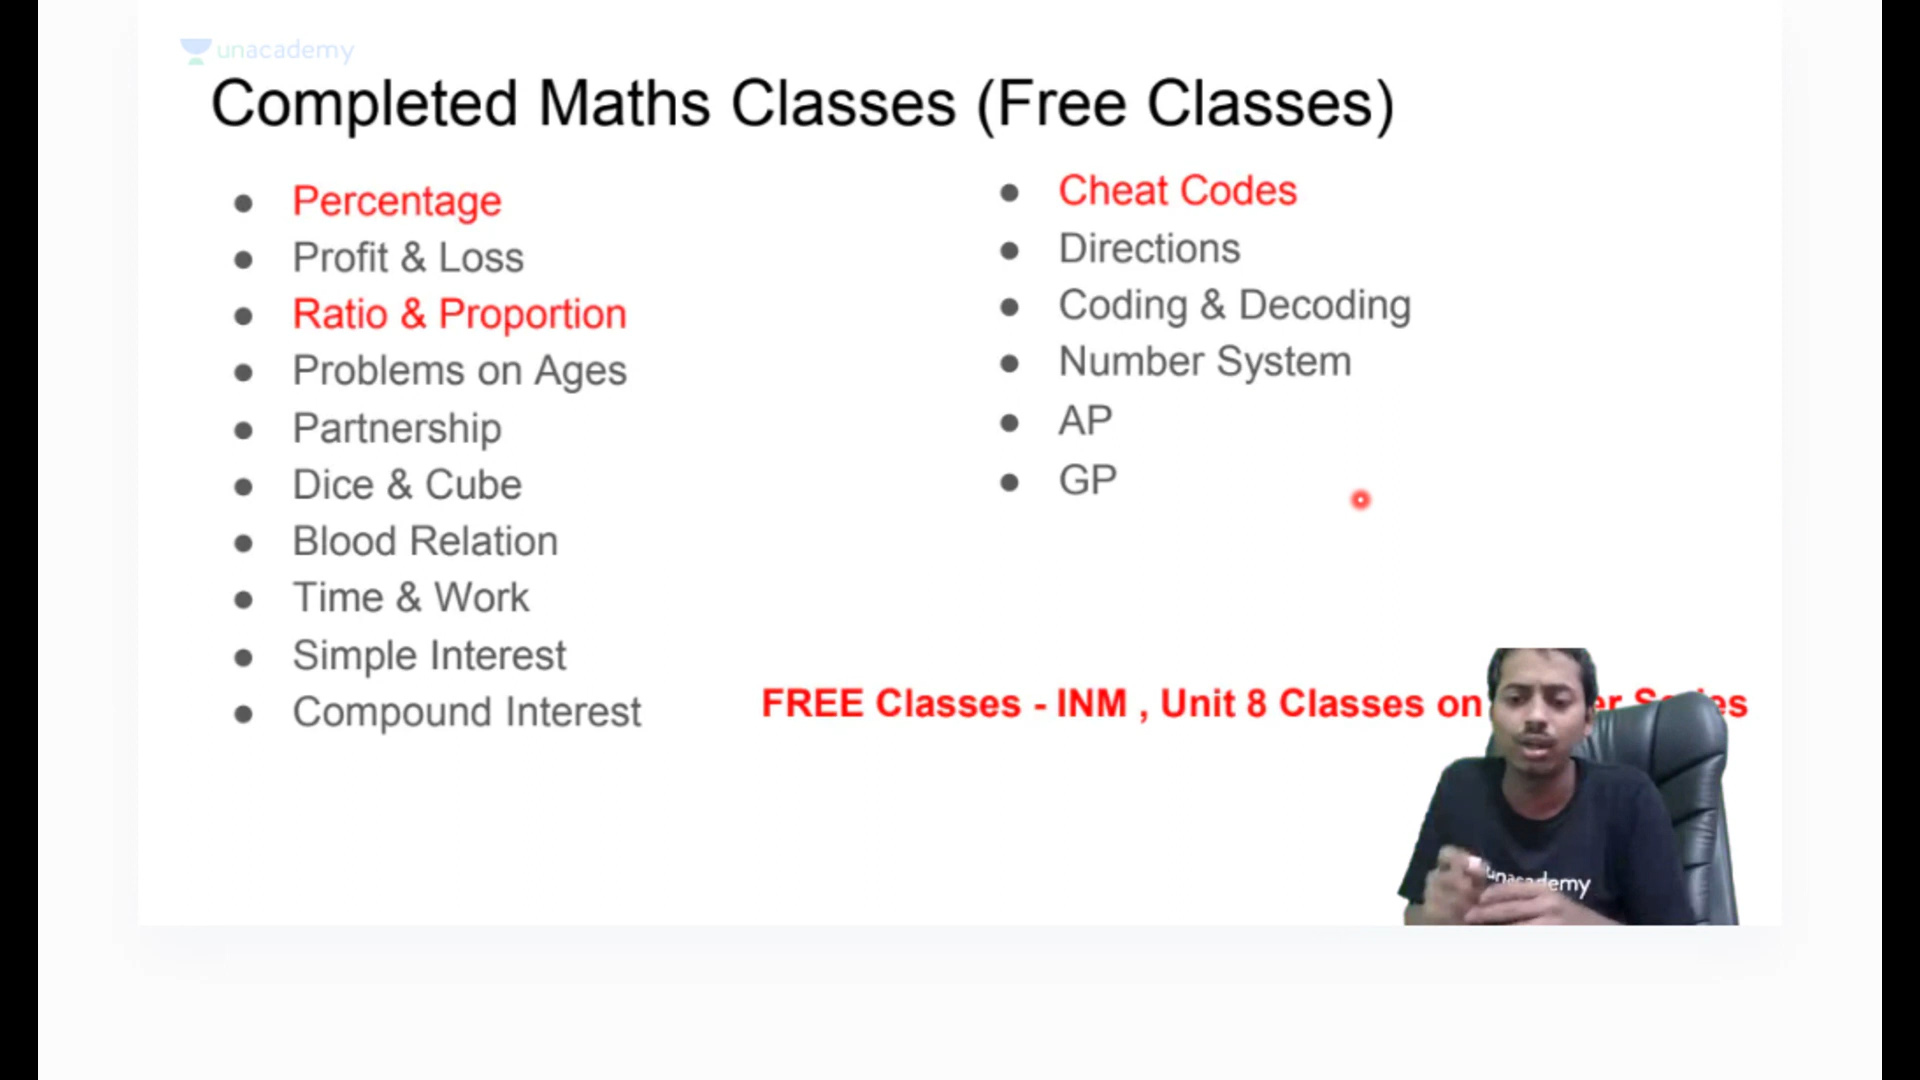 unacademy
Completed Maths Classes (Free Classes)
Percentage
Profit & Loss
Ratio & Proportion
Problems on Ages
Partnership
Dice & Cube
Blood Relation
Time & Work
Simple Interest
Compound Interest
Cheat Codes
Directions
Coding & Decoding
Number System
AP
GP
FREE Classes - INM , Unit 8 Classes on
unacademy